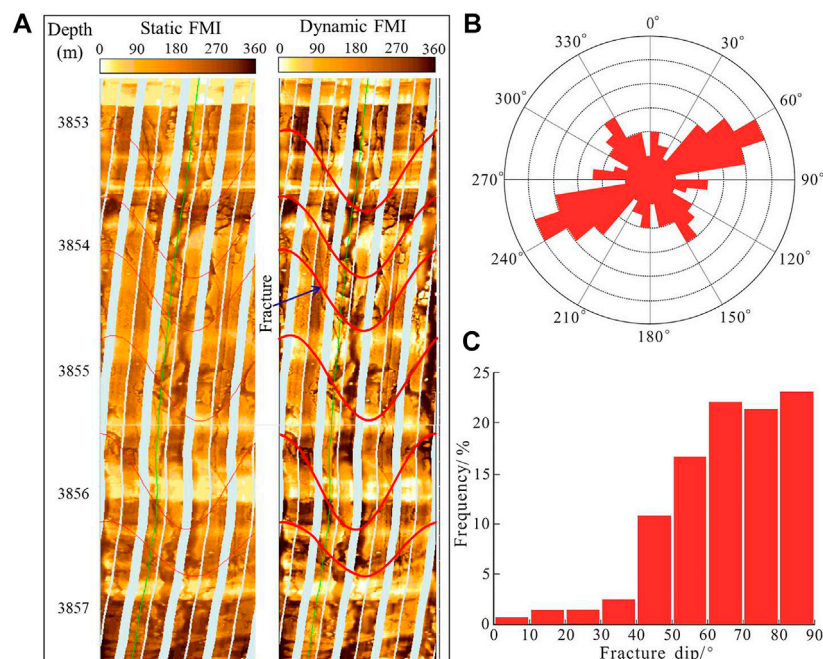 A
Depth
(m)
Static FMI
0 90 180 270 360
Dynamic FMI
0 90 180 270 360
3853
3854
3855
3856
3857
Fracture
B
0°
30°
60°
90°
120°
150°
180°
210°
240°
270°
300°
330°
C
Frequency/ %
25
20
15
10
5
0
0 10 20 30 40 50 60 70 80 90
Fracture dip/°